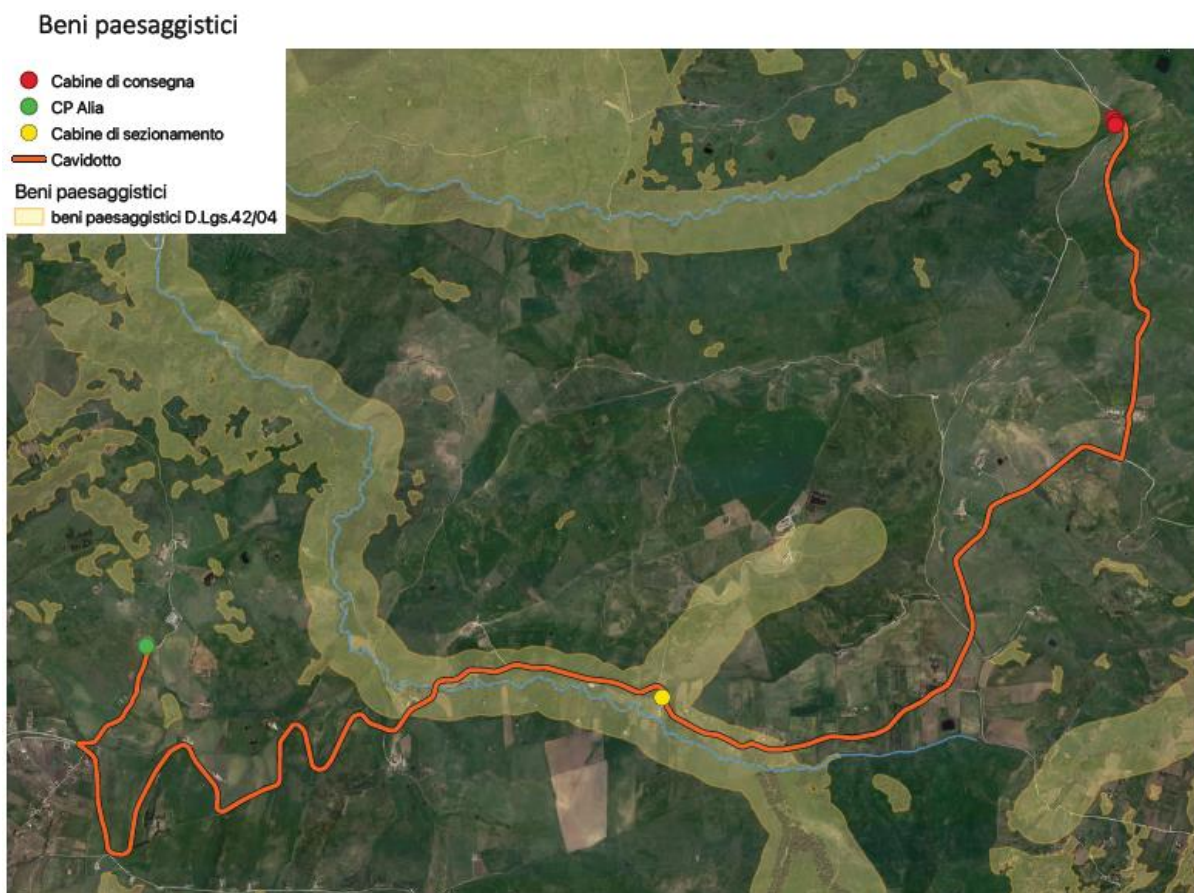 Beni paesaggistici
Cabine di consegna
CP Alia
Cabine di sezionamento
Cavidotto
Beni paesaggistici
beni paesaggistici D.Lgs.42/04